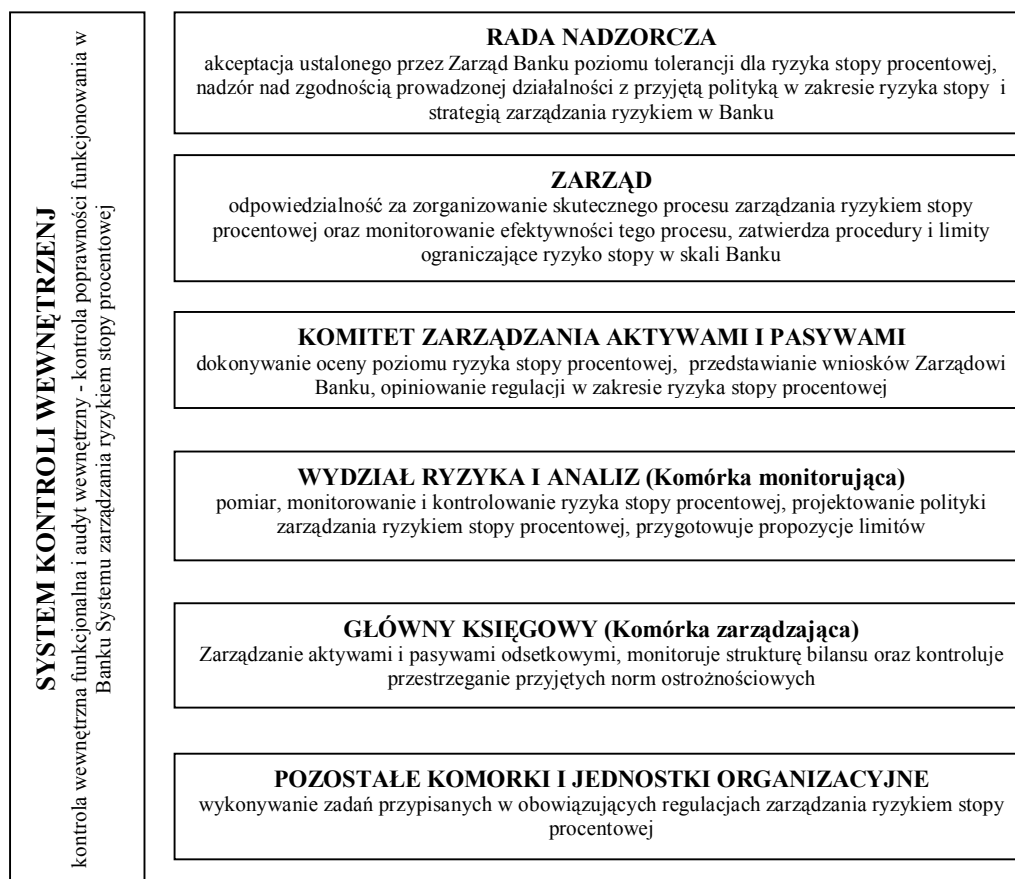 SYSTEM KONTROLI WEWNĘTRZENJ
kontrola wewnętrzna funkcjonalna i audyt wewnętrzny - kontrola poprawności funkcjonowania w
Banku Systemu zarządzania ryzykiem stopy procentowej
RADA NADZORCZA
akceptacja ustalonego przez Zarząd Banku poziomu tolerancji dla ryzyka stopy procentowej,
nadzór nad zgodnością prowadzonej działalności z przyjętą polityką w zakresie ryzyka stopy i
strategią zarządzania ryzykiem w Banku
ZARZĄD
odpowiedzialność za zorganizowanie skutecznego procesu zarządzania ryzykiem stopy
procentowej oraz monitorowanie efektywności tego procesu, zatwierdza procedury i limity
ograniczające ryzyko stopy w skali Banku
KOMITET ZARZĄDZANIA AKTYWAMI I PASYWAMI
dokonywanie oceny poziomu ryzyka stopy procentowej, przedstawianie wniosków Zarządowi
Banku, opiniowanie regulacji w zakresie ryzyka stopy procentowej
WYDZIAŁ RYZYKA I ANALIZ (Komórka monitorująca)
pomiar, monitorowanie i kontrolowanie ryzyka stopy procentowej, projektowanie polityki
zarządzania ryzykiem stopy procentowej, przygotowuje propozycje limitów
GŁÓWNY KSIĘGOWY (Komórka zarządzająca)
Zarządzanie aktywami i pasywami odsetkowymi, monitoruje strukturę bilansu oraz kontroluje
przestrzeganie przyjętych norm ostrożnościowych
POZOSTAŁE KOMORKI I JEDNOSTKI ORGANIZACYJNE
wykonywanie zadań przypisanych w obowiązujących regulacjach zarządzania ryzykiem stopy
procentowej